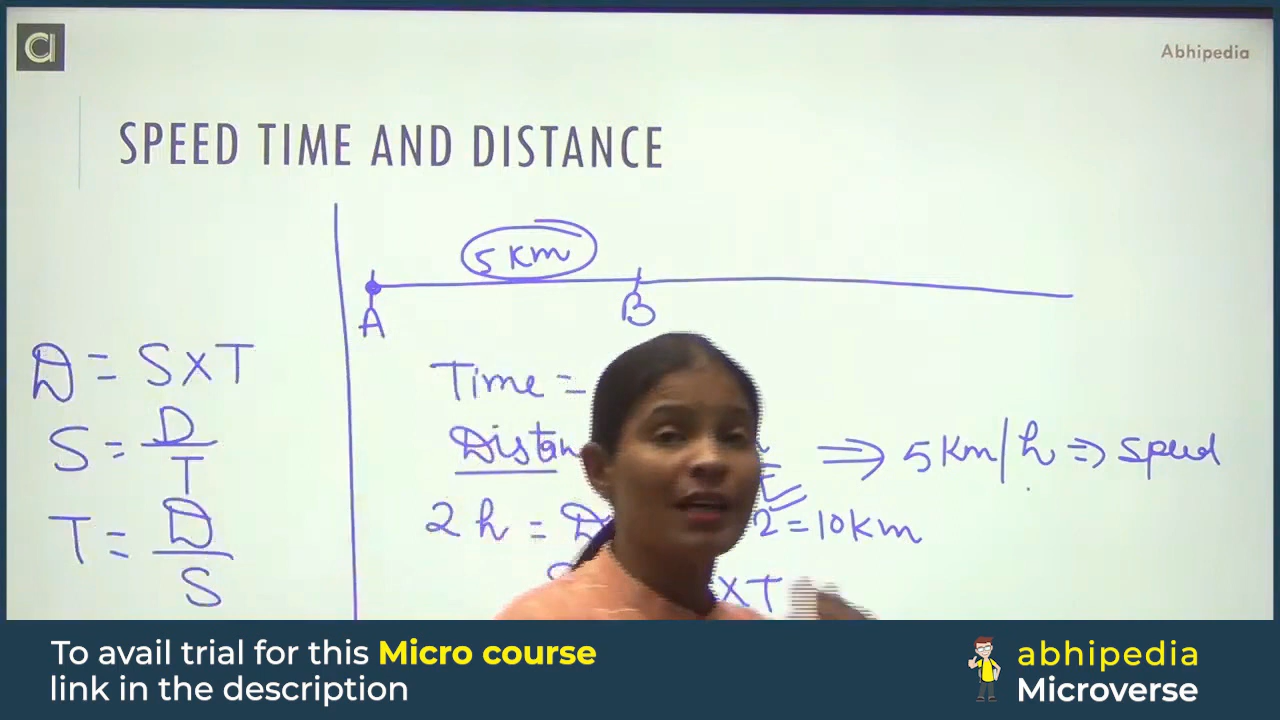 Abhipedia
SPEED TIME AND DISTANCE
5 Km
A
B
D = S X T
S = D/T
T = D/S
Time =
5 Km/h => speed
2 h = D
2 = 10 Km
X T
To avail trial for this Micro course
link in the description
abhipedia
Microverse